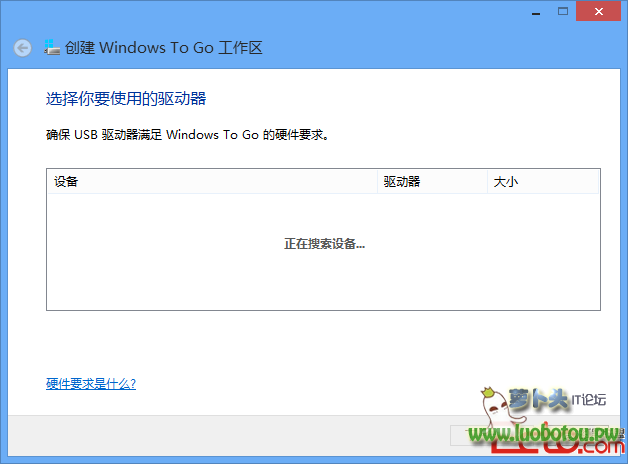 创建 Windows To Go 工作区
选择你要使用的驱动器
确保 USB 驱动器满足 Windows To Go 的硬件要求。
设备 驱动器 大小
正在搜索设备...
硬件要求是什么?
萝卜头IT论坛
www.luobotou.pw
.com